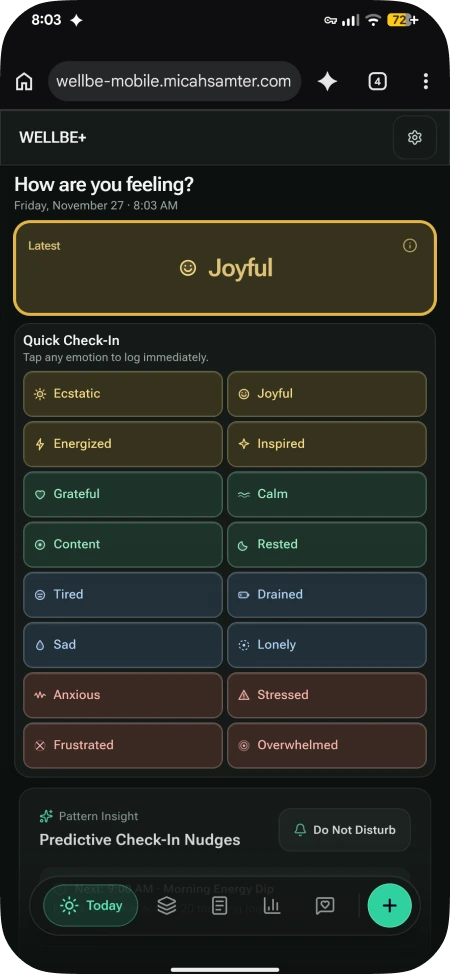 8:03
72
wellbe-mobile.micahsamter.com
4
WELLBE+
How are you feeling?
Friday, November 27 · 8:03 AM
Latest
Joyful
Quick Check-In
Tap any emotion to log immediately.
Ecstatic
Joyful
Energized
Inspired
Grateful
Calm
Content
Rested
Tired
Drained
Sad
Lonely
Anxious
Stressed
Frustrated
Overwhelmed
Pattern Insight
Predictive Check-In Nudges
Do Not Disturb
Next: 9:00 AM · Morning Energy Dip
Today